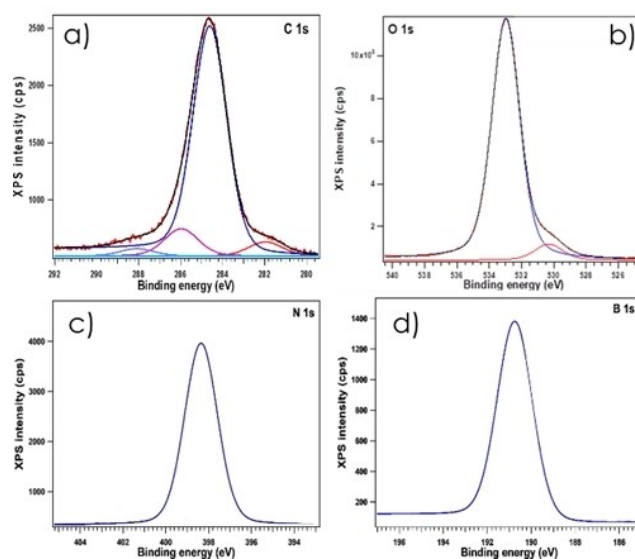 a)
C 1s
XPS intensity (cps)
2500
2000
1500
1000
292 290 288 286 284 282 280
Binding energy (eV)
O 1s
b)
XPS intensity (cps)
10x10³
8
6
4
2
540 538 536 534 532 530 528 526
Binding energy (eV)
c)
N 1s
XPS intensity (cps)
4000
3000
2000
1000
404 402 400 398 396 394
Binding energy (eV)
d)
B 1s
XPS intensity (cps)
1400
1200
1000
800
600
400
200
196 194 192 190 188 186
Binding energy (eV)